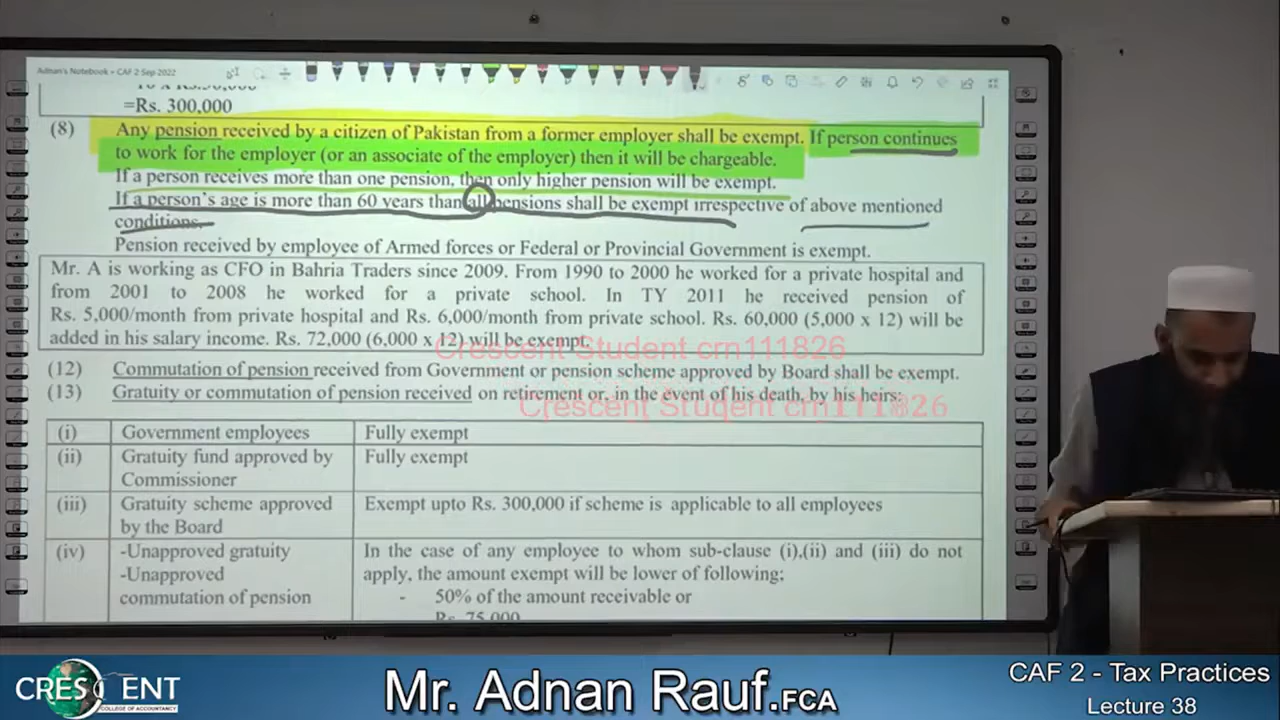 Adnan's Notebook • CAF 2 Sep 2022
=Rs. 300,000
(8) Any pension received by a citizen of Pakistan from a former employer shall be exempt. If person continues
to work for the employer (or an associate of the employer) then it will be chargeable.
If a person receives more than one pension, then only higher pension will be exempt.
If a person's age is more than 60 years than all pensions shall be exempt irrespective of above mentioned
conditions.
Pension received by employee of Armed forces or Federal or Provincial Government is exempt.
Mr. A is working as CFO in Bahria Traders since 2009. From 1990 to 2000 he worked for a private hospital and
from 2001 to 2008 he worked for a private school. In TY 2011 he received pension of
Rs. 5,000/month from private hospital and Rs. 6,000/month from private school. Rs. 60,000 (5,000 x 12) will be
added in his salary income. Rs. 72,000 (6,000 x 12) will be exempt.
Crescent Student crn111826
(12) Commutation of pension received from Government or pension scheme approved by Board shall be exempt.
(13) Gratuity or commutation of pension received on retirement or, in the event of his death, by his heirs:
Crescent Student crn111826
(i) Government employees Fully exempt
(ii) Gratuity fund approved by Fully exempt
Commissioner
(iii) Gratuity scheme approved Exempt upto Rs. 300,000 if scheme is applicable to all employees
by the Board
(iv) -Unapproved gratuity In the case of any employee to whom sub-clause (i),(ii) and (iii) do not
-Unapproved apply, the amount exempt will be lower of following;
commutation of pension - 50% of the amount receivable or
Rs. 75,000
CRESCENT
COLLEGE OF ACCOUNTANCY
Mr. Adnan Rauf.FCA
CAF 2 - Tax Practices
Lecture 38